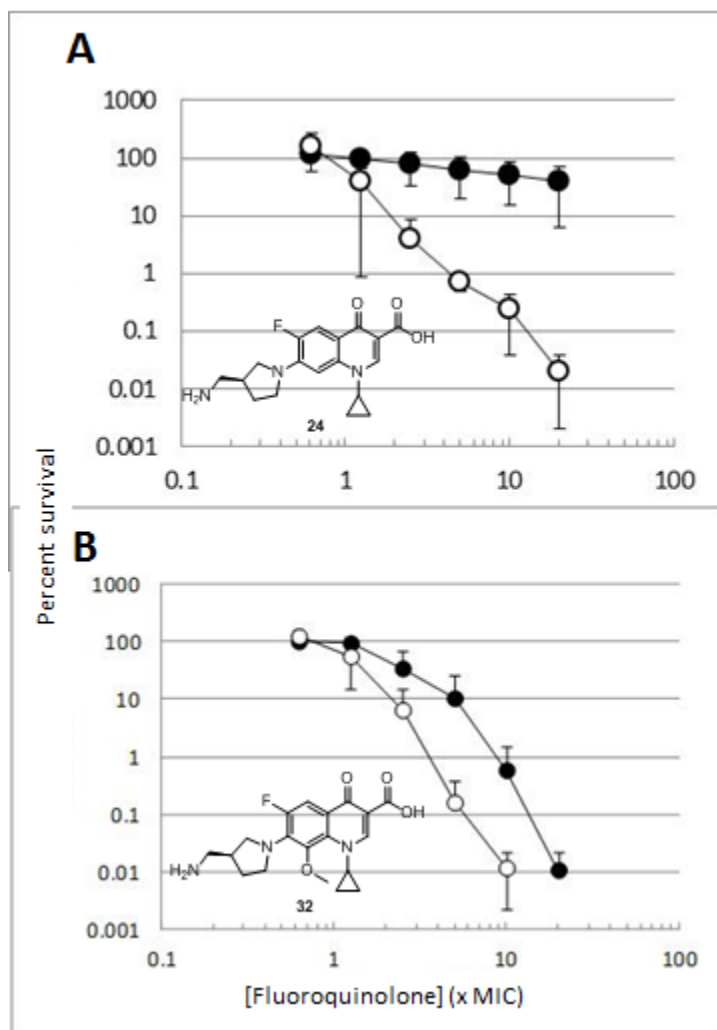 A
1000
100
10
1
0.1
0.01
0.001
F
O
O
OH
N
N
H₂N
24
0.1
1
10
100
Percent survival
B
1000
100
10
1
0.1
0.01
0.001
F
O
O
OH
N
N
H₂N
O
32
0.1
1
10
100
[Fluoroquinolone] (x MIC)